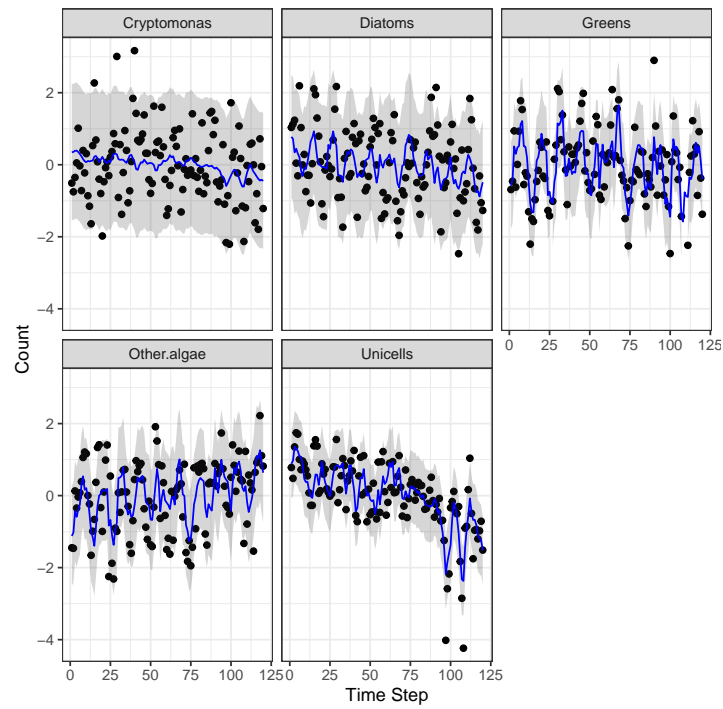 Cryptomonas Diatoms Greens
2
0
−2
−4
0 25 50 75 100 125
Other.algae Unicells
2
0
−2
−4
0 25 50 75 100 125 0 25 50 75 100 125
Count
Time Step